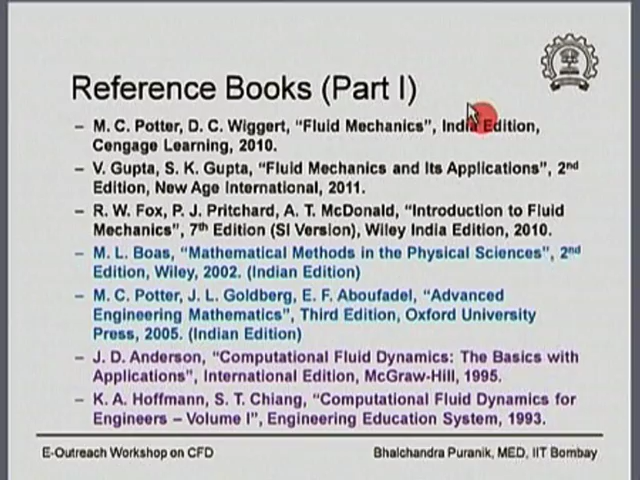 Reference Books (Part I)
– M. C. Potter, D. C. Wiggert, “Fluid Mechanics”, India Edition,
Cengage Learning, 2010.
– V. Gupta, S. K. Gupta, “Fluid Mechanics and Its Applications”, 2nd
Edition, New Age International, 2011.
– R. W. Fox, P. J. Pritchard, A. T. McDonald, “Introduction to Fluid
Mechanics”, 7th Edition (SI Version), Wiley India Edition, 2010.
– M. L. Boas, “Mathematical Methods in the Physical Sciences”, 2nd
Edition, Wiley, 2002. (Indian Edition)
– M. C. Potter, J. L. Goldberg, E. F. Aboufadel, “Advanced
Engineering Mathematics”, Third Edition, Oxford University
Press, 2005. (Indian Edition)
– J. D. Anderson, “Computational Fluid Dynamics: The Basics with
Applications”, International Edition, McGraw-Hill, 1995.
– K. A. Hoffmann, S. T. Chiang, “Computational Fluid Dynamics for
Engineers – Volume I”, Engineering Education System, 1993.
E-Outreach Workshop on CFD
Bhalchandra Puranik, MED, IIT Bombay